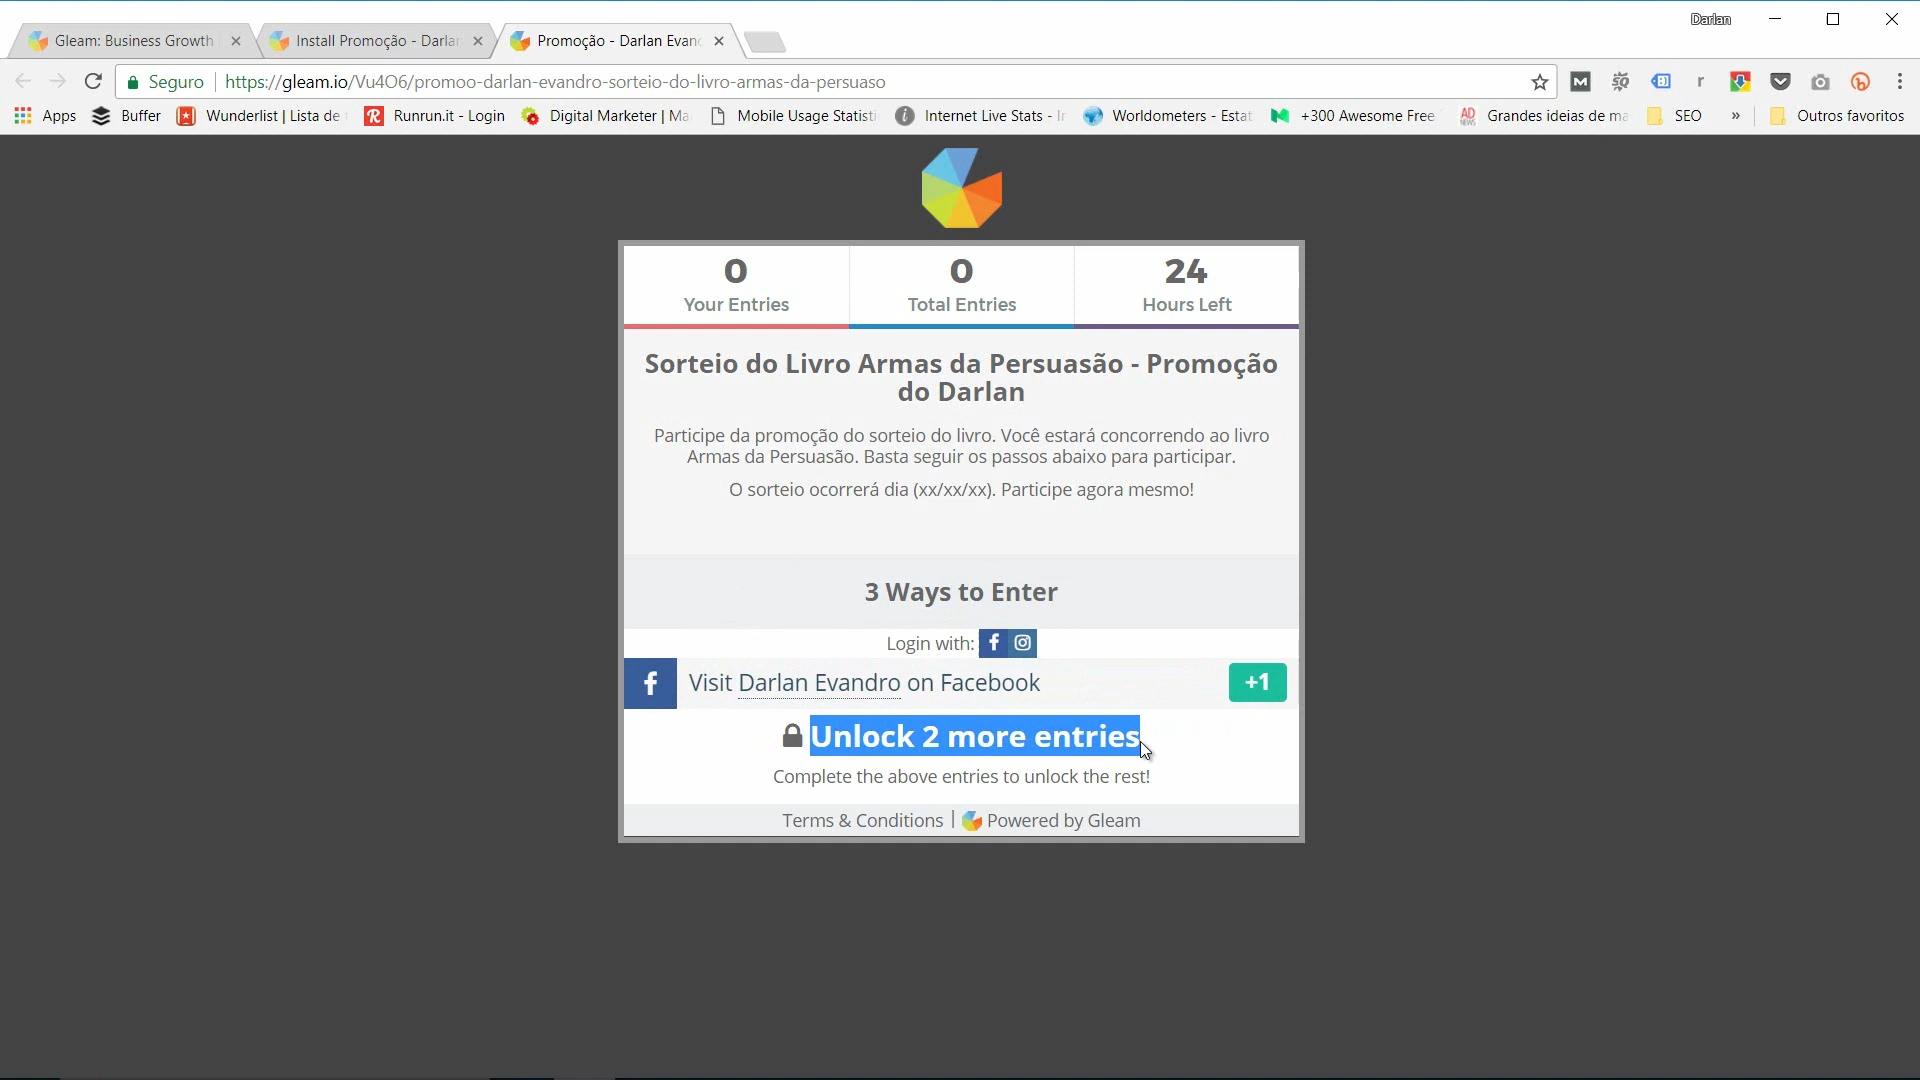 Darlan
Gleam: Business Growth
Install Promoção - Darlan
Promoção - Darlan Evan
Seguro
https://gleam.io/Vu4O6/promoo-darlan-evandro-sorteio-do-livro-armas-da-persuaso
Apps
Buffer
Wunderlist | Lista de
Runrun.it - Login
Digital Marketer | Ma
Mobile Usage Statisti
Internet Live Stats - I
Worldometers - Estat
+300 Awesome Free
Grandes ideias de ma
SEO
»
Outros favoritos
0
Your Entries
0
Total Entries
24
Hours Left
Sorteio do Livro Armas da Persuasão - Promoção
do Darlan
Participe da promoção do sorteio do livro. Você estará concorrendo ao livro
Armas da Persuasão. Basta seguir os passos abaixo para participar.
O sorteio ocorrerá dia (xx/xx/xx). Participe agora mesmo!
3 Ways to Enter
Login with:
Visit Darlan Evandro on Facebook
+1
Unlock 2 more entries
Complete the above entries to unlock the rest!
Terms & Conditions | Powered by Gleam